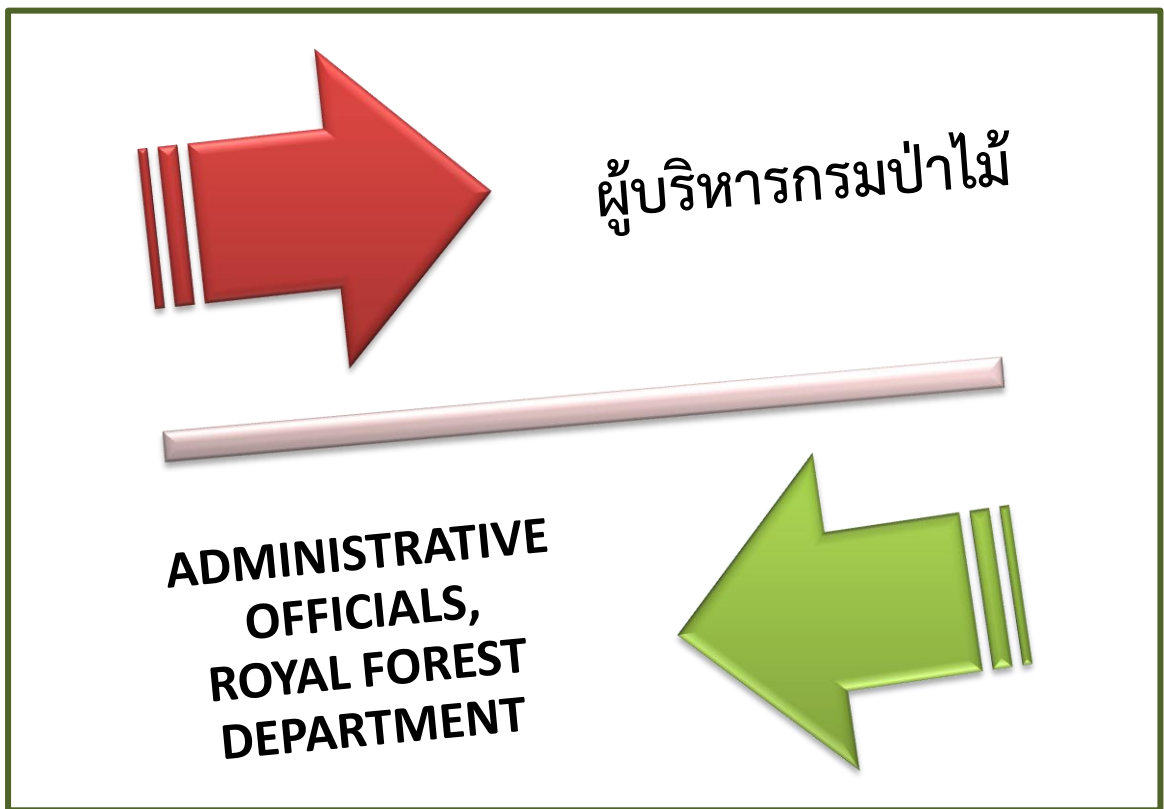 ผู้บริหารกรมป่าไม้
ADMINISTRATIVE
OFFICIALS,
ROYAL FOREST
DEPARTMENT